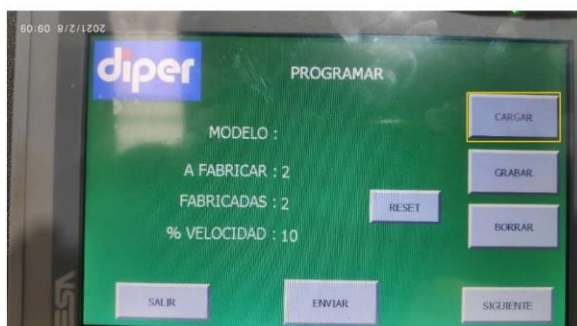 2021/2/8 09:09
diper
PROGRAMAR
CARGAR
MODELO :
A FABRICAR : 2
GRABAR
FABRICADAS : 2
RESET
% VELOCIDAD : 10
BORRAR
SALIR
ENVIAR
SIGUIENTE